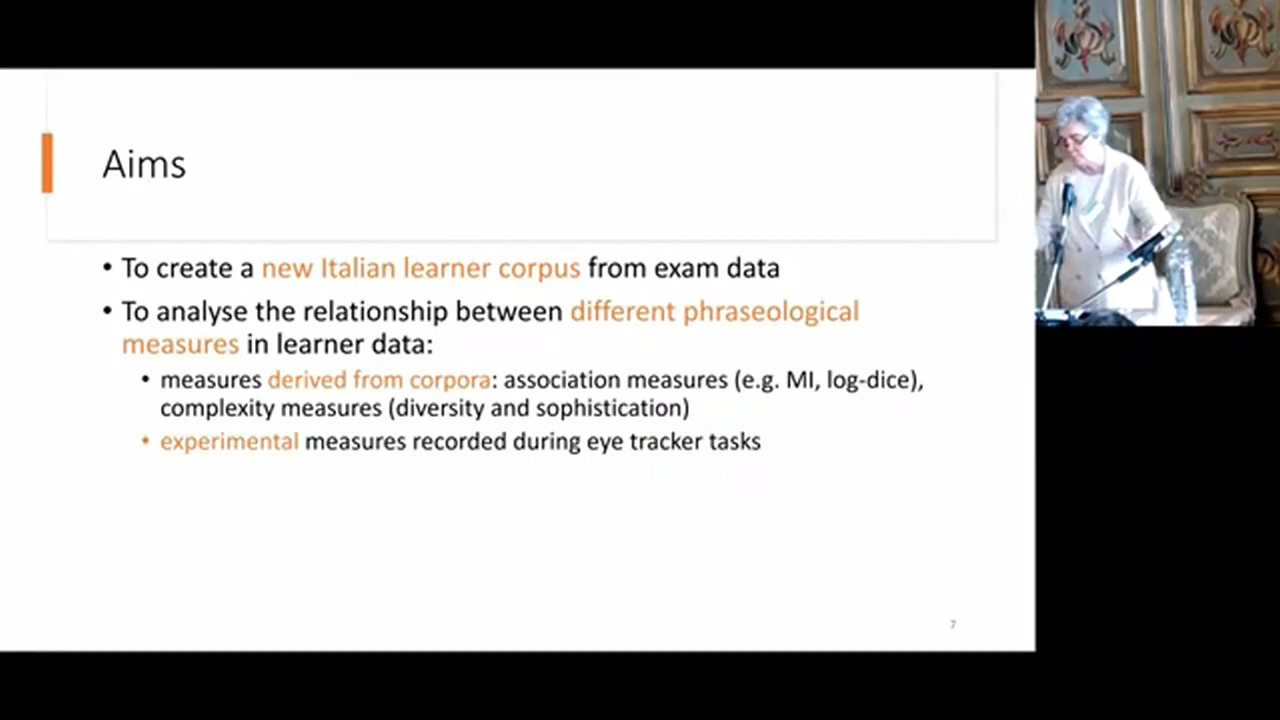 Aims
• To create a new Italian learner corpus from exam data
• To analyse the relationship between different phraseological
measures in learner data:
• measures derived from corpora: association measures (e.g. MI, log-dice),
complexity measures (diversity and sophistication)
• experimental measures recorded during eye tracker tasks
7